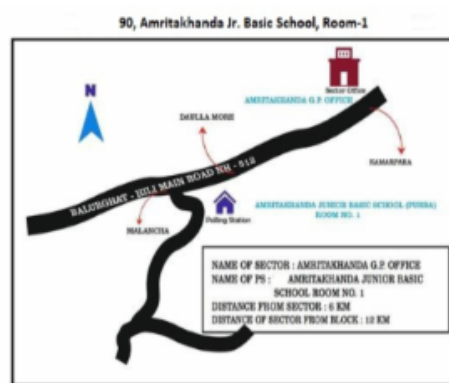 90, Amritakhanda Jr. Basic School, Room-1
N
Sector Office
AMRITAKHANDA G.P. OFFICE
DAULLA MORE
KAMARPARA
BALURGHAT - HILI MAIN ROAD NH - 512
MALANCHA
Polling Station
AMRITAKHANDA JUNIOR BASIC SCHOOL (PURBA)
ROOM NO. 1
NAME OF SECTOR : AMRITAKHANDA G.P. OFFICE
NAME OF PS : AMRITAKHANDA JUNIOR BASIC
SCHOOL ROOM NO. 1
DISTANCE FROM SECTOR : 6 KM
DISTANCE OF SECTOR FROM BLOCK : 12 KM